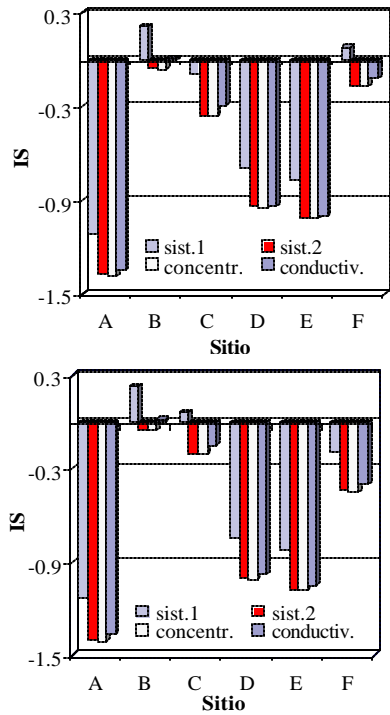 0.3
-0.3
-0.9
-1.5
IS
sist.1 sist.2
concentr. conductiv.
A B C D E F
Sitio
0.3
-0.3
-0.9
-1.5
IS
sist.1 sist.2
concentr. conductiv.
A B C D E F
Sitio